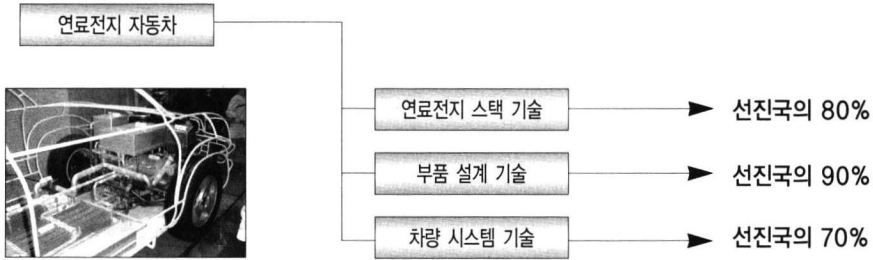 연료전지 자동차
연료전지 스택 기술 선진국의 80%
부품 설계 기술 선진국의 90%
차량 시스템 기술 선진국의 70%